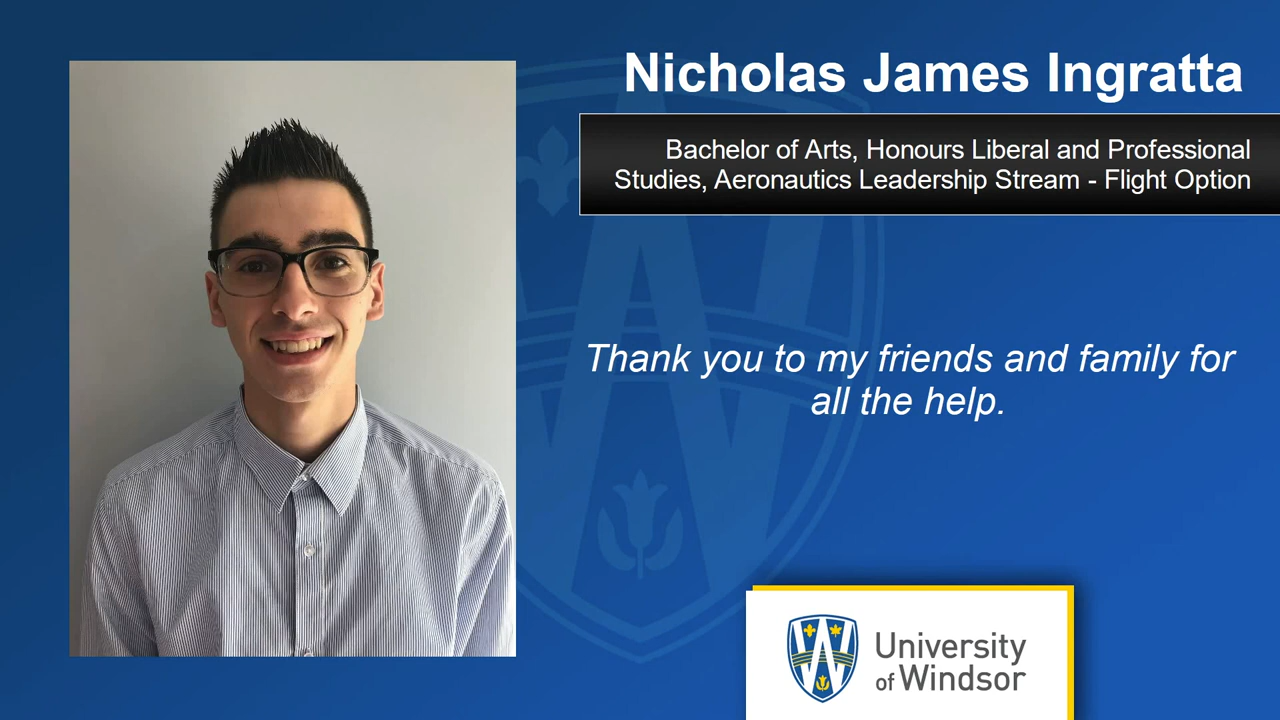 Nicholas James Ingratta
Bachelor of Arts, Honours Liberal and Professional
Studies, Aeronautics Leadership Stream - Flight Option
Thank you to my friends and family for
all the help.
University
of Windsor